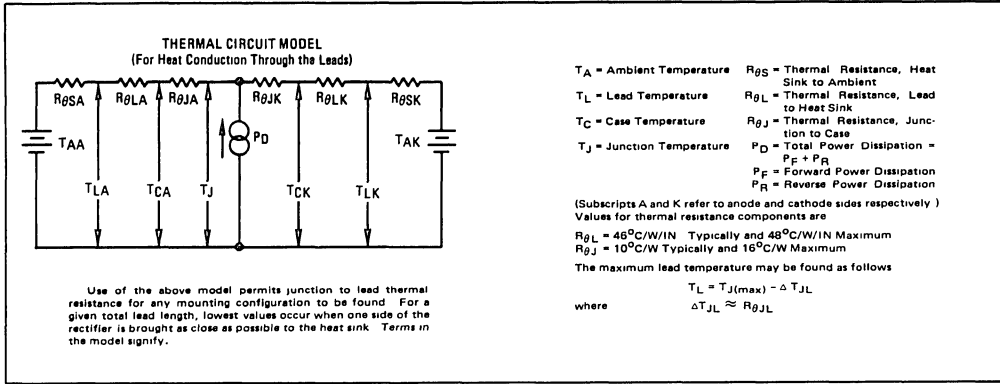 THERMAL CIRCUIT MODEL
(For Heat Conduction Through the Leads)
RθSA RθLA RθJA RθJK RθLK RθSK
TAA PD TAK
TLA TCA TJ TCK TLK
Use of the above model permits junction to lead thermal
resistance for any mounting configuration to be found For a
given total lead length, lowest values occur when one side of the
rectifier is brought as close as possible to the heat sink Terms in
the model signify.
TA = Ambient Temperature RθS = Thermal Resistance, Heat
Sink to Ambient
TL = Lead Temperature RθL = Thermal Resistance, Lead
to Heat Sink
TC = Case Temperature RθJ = Thermal Resistance, Junc-
tion to Case
TJ = Junction Temperature PD = Total Power Dissipation =
PF + PR
PF = Forward Power Dissipation
PR = Reverse Power Dissipation
(Subscripts A and K refer to anode and cathode sides respectively )
Values for thermal resistance components are
RθL = 46°C/W/IN Typically and 48°C/W/IN Maximum
RθJ = 10°C/W Typically and 16°C/W Maximum
The maximum lead temperature may be found as follows
TL = TJ(max) - Δ TJL
where ΔTJL ≈ RθJL